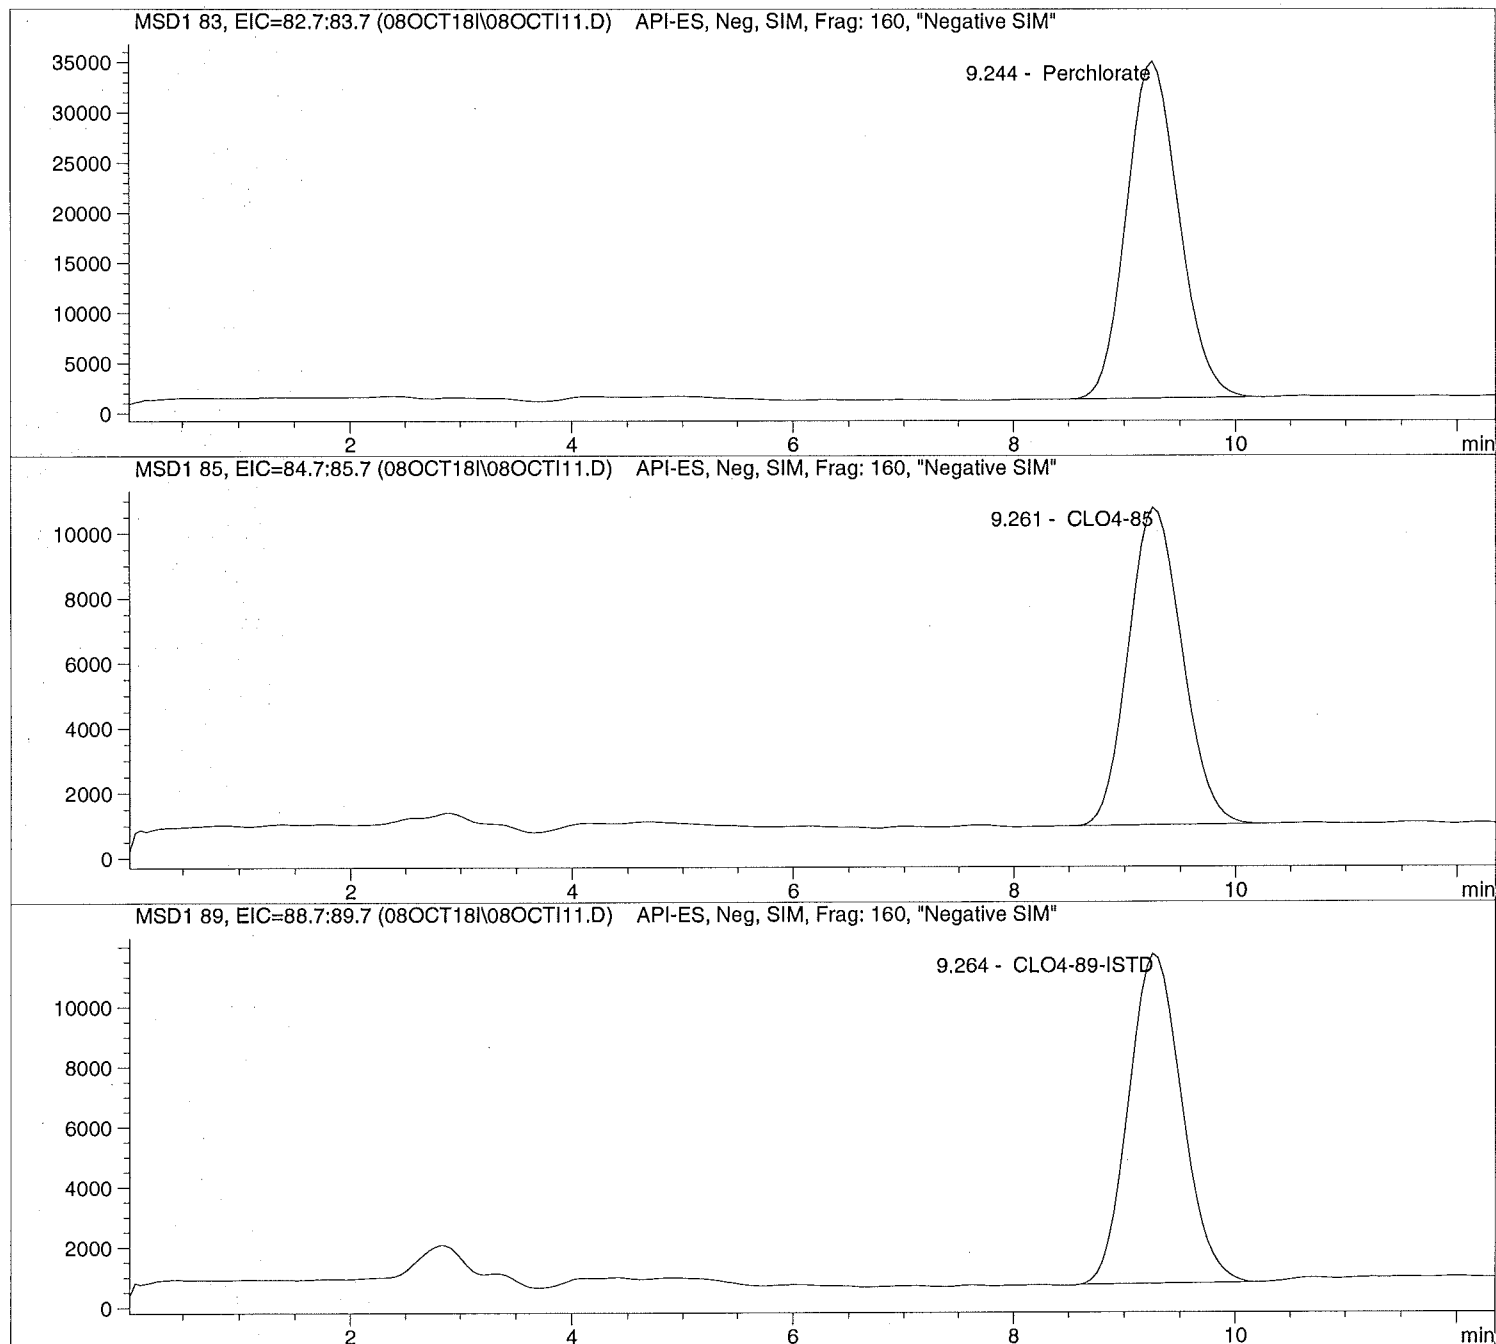 MSD1 83, EIC=82.7:83.7 (08OCT18I\08OCTI11.D) API-ES, Neg, SIM, Frag: 160, "Negative SIM"
35000
9.244 - Perchlorate
30000
25000
20000
15000
10000
5000
0
2 4 6 8 10 min
MSD1 85, EIC=84.7:85.7 (08OCT18I\08OCTI11.D) API-ES, Neg, SIM, Frag: 160, "Negative SIM"
9.261 - CLO4-85
10000
8000
6000
4000
2000
0
2 4 6 8 10 min
MSD1 89, EIC=88.7:89.7 (08OCT18I\08OCTI11.D) API-ES, Neg, SIM, Frag: 160, "Negative SIM"
9.264 - CLO4-89-ISTD
10000
8000
6000
4000
2000
0
2 4 6 8 10 min